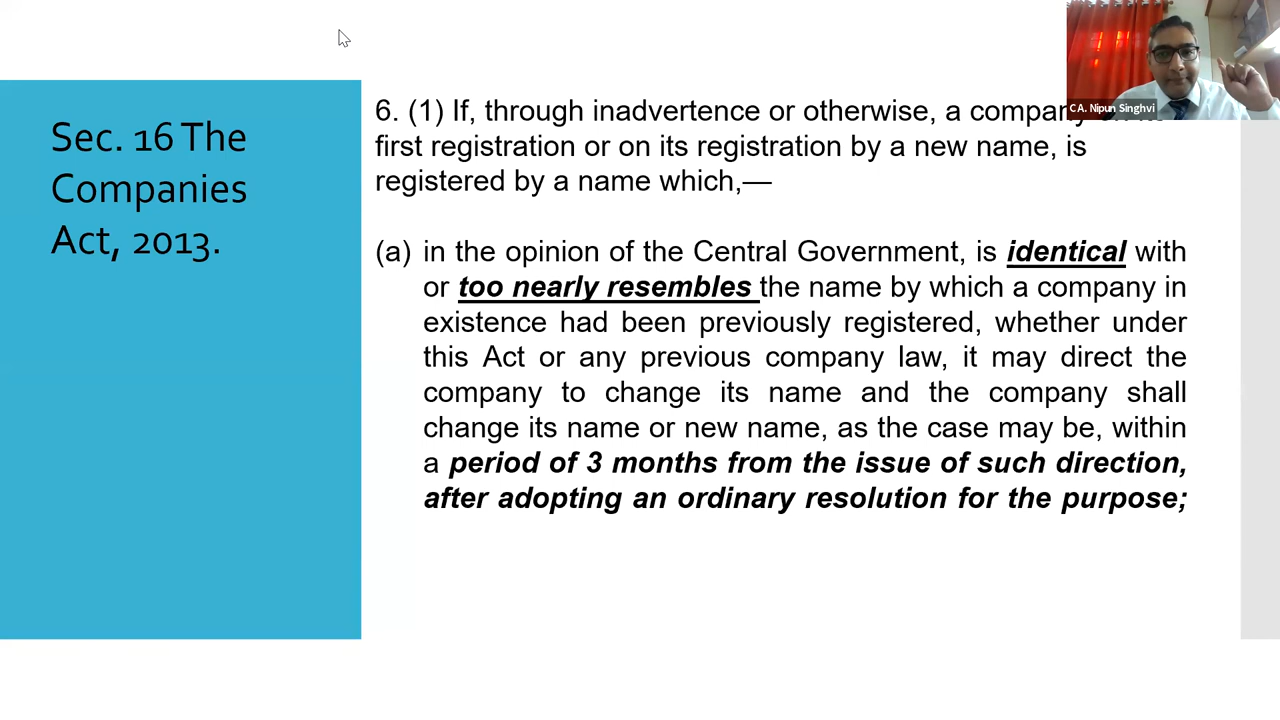 Sec. 16 The
Companies
Act, 2013.
6. (1) If, through inadvertence or otherwise, a company
first registration or on its registration by a new name, is
registered by a name which,—
(a) in the opinion of the Central Government, is identical with
or too nearly resembles the name by which a company in
existence had been previously registered, whether under
this Act or any previous company law, it may direct the
company to change its name and the company shall
change its name or new name, as the case may be, within
a period of 3 months from the issue of such direction,
after adopting an ordinary resolution for the purpose;
CA. Nipun Singhvi